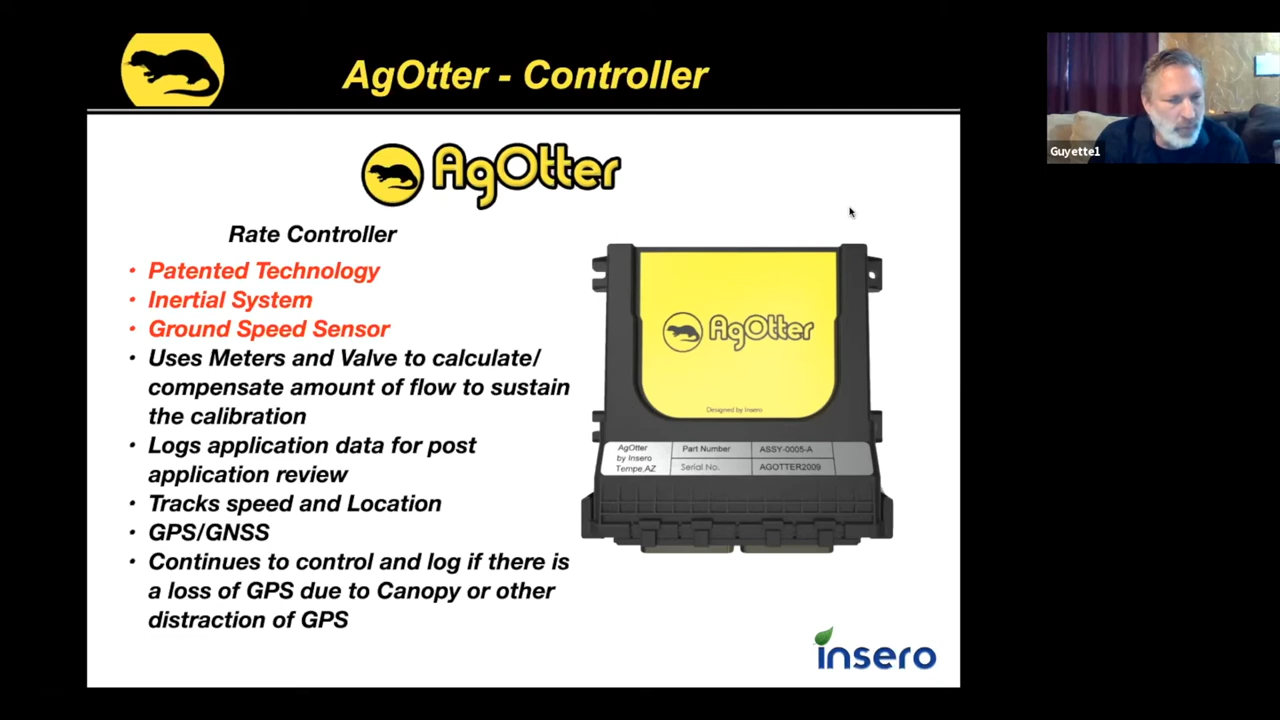 AgOtter - Controller
Guyette1
AgOtter
Rate Controller
• Patented Technology
• Inertial System
• Ground Speed Sensor
• Uses Meters and Valve to calculate/
compensate amount of flow to sustain
the calibration
• Logs application data for post
application review
• Tracks speed and Location
• GPS/GNSS
• Continues to control and log if there is
a loss of GPS due to Canopy or other
distraction of GPS
AgOtter
Designed by Insero
AgOtter
by Insero
Tempe,AZ
Part Number ASSY-0005-A
Serial No. AGOTTER2009
insero